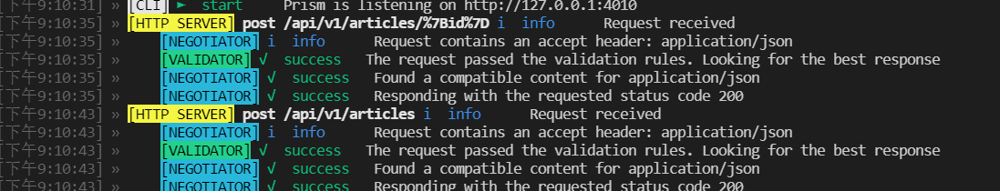 [下午9:10:31] » [CLI] ► start Prism is listening on http://127.0.0.1:4010
[下午9:10:35] » [HTTP SERVER] post /api/v1/articles/%7Bid%7D i info Request received
[下午9:10:35] » [NEGOTIATOR] i info Request contains an accept header: application/json
[下午9:10:35] » [VALIDATOR] √ success The request passed the validation rules. Looking for the best response
[下午9:10:35] » [NEGOTIATOR] √ success Found a compatible content for application/json
[下午9:10:35] » [NEGOTIATOR] √ success Responding with the requested status code 200
[下午9:10:43] » [HTTP SERVER] post /api/v1/articles i info Request received
[下午9:10:43] » [NEGOTIATOR] i info Request contains an accept header: application/json
[下午9:10:43] » [VALIDATOR] √ success The request passed the validation rules. Looking for the best response
[下午9:10:43] » [NEGOTIATOR] √ success Found a compatible content for application/json
[下午9:10:43] » [NEGOTIATOR] √ success Responding with the requested status code 200